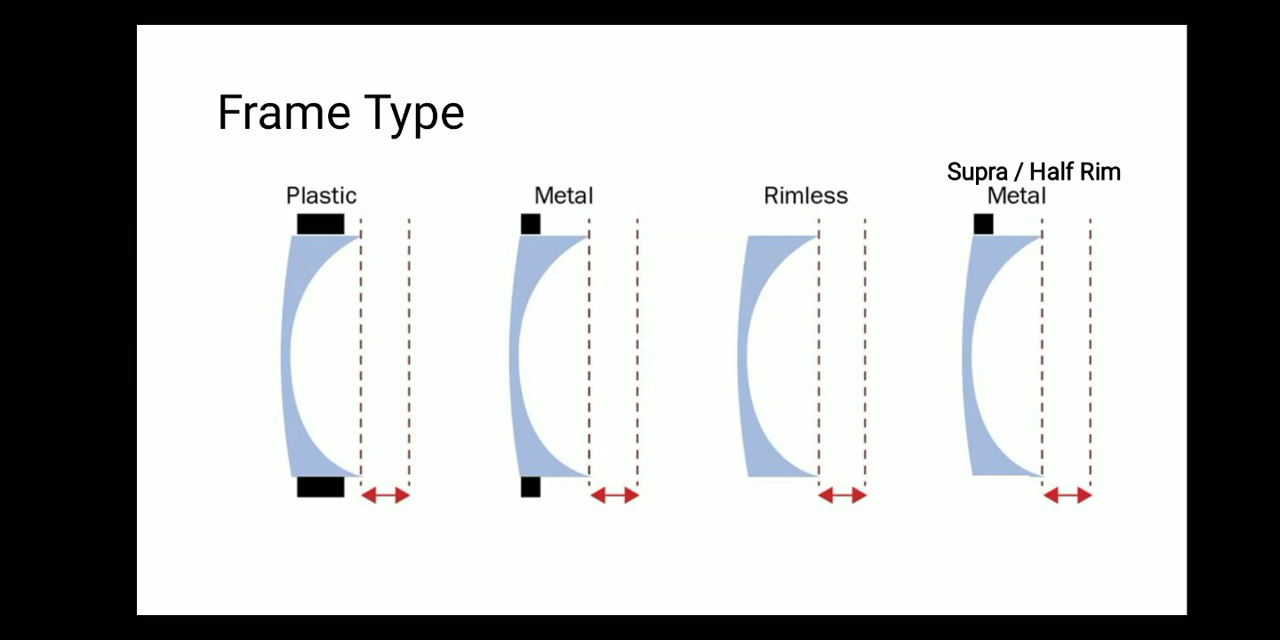 Frame Type
Plastic
Metal
Rimless
Supra / Half Rim
Metal